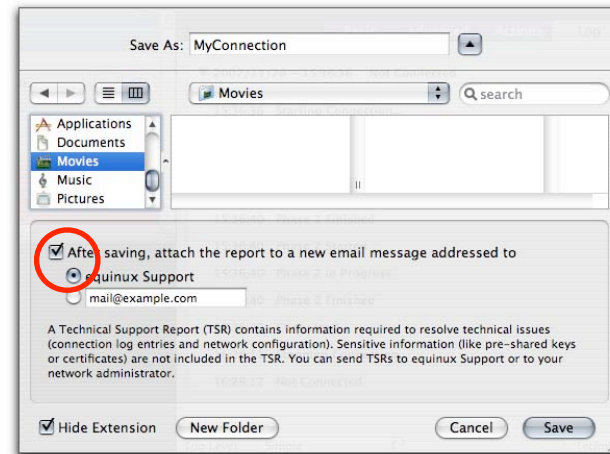 Save As: MyConnection
Movies
search
Applications
Documents
Movies
Music
Pictures
After saving, attach the report to a new email message addressed to
equinux Support
mail@example.com
A Technical Support Report (TSR) contains information required to resolve technical issues
(connection log entries and network configuration). Sensitive information (like pre-shared keys
or certificates) are not included in the TSR. You can send TSRs to equinux Support or to your
network administrator.
Hide Extension New Folder Cancel Save